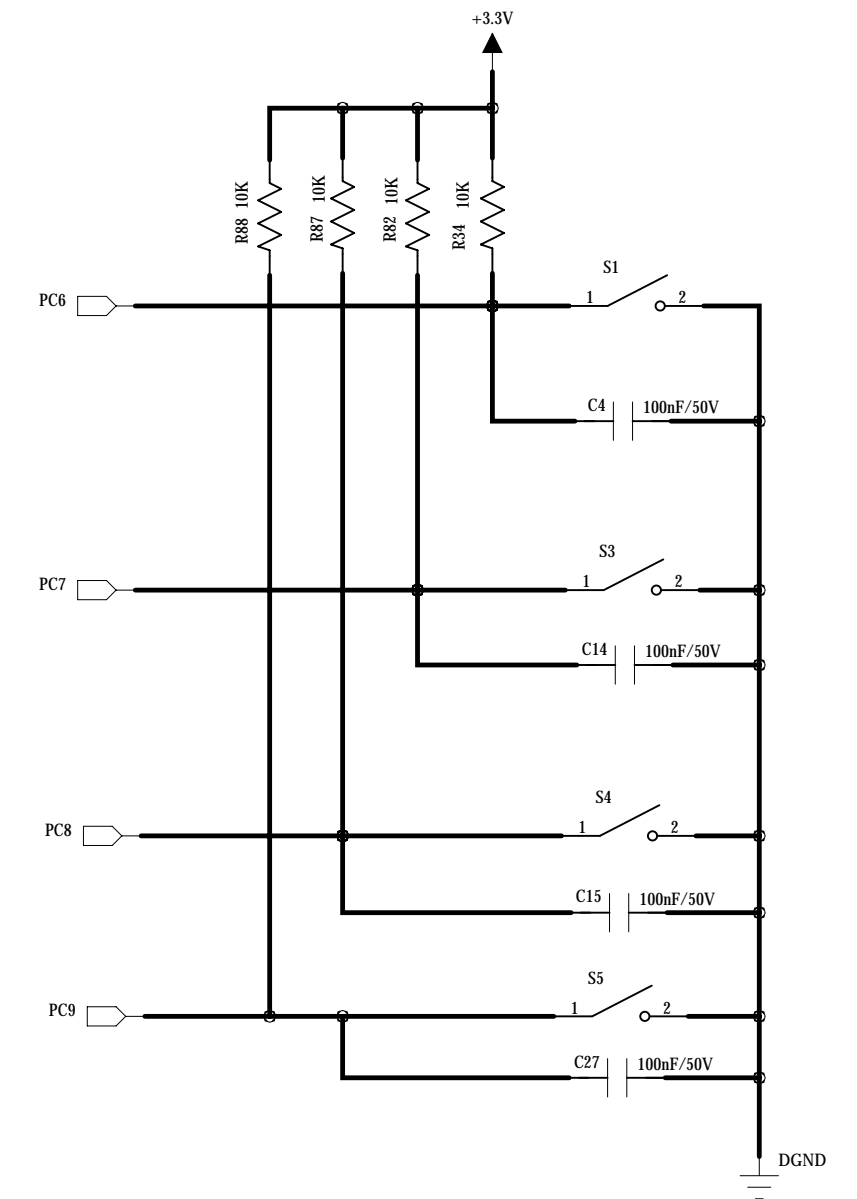 +3.3V
R88 10K
R87 10K
R82 10K
R34 10K
S1
PC6
1
2
C4
100nF/50V
S3
PC7
1
2
C14
100nF/50V
S4
PC8
1
2
C15
100nF/50V
S5
PC9
1
2
C27
100nF/50V
DGND